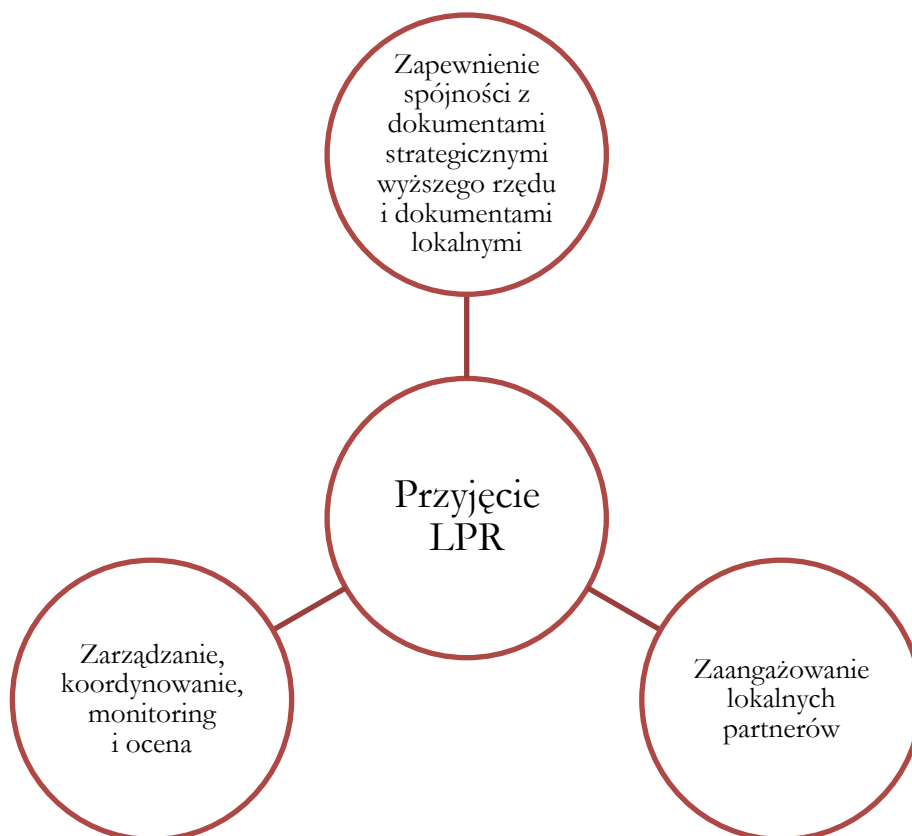 Zapewnienie
spójności z
dokumentami
strategicznymi
wyższego rzędu
i dokumentami
lokalnymi
Przyjęcie
LPR
Zarządzanie,
koordynowanie,
monitoring
i ocena
Zaangażowanie
lokalnych
partnerów